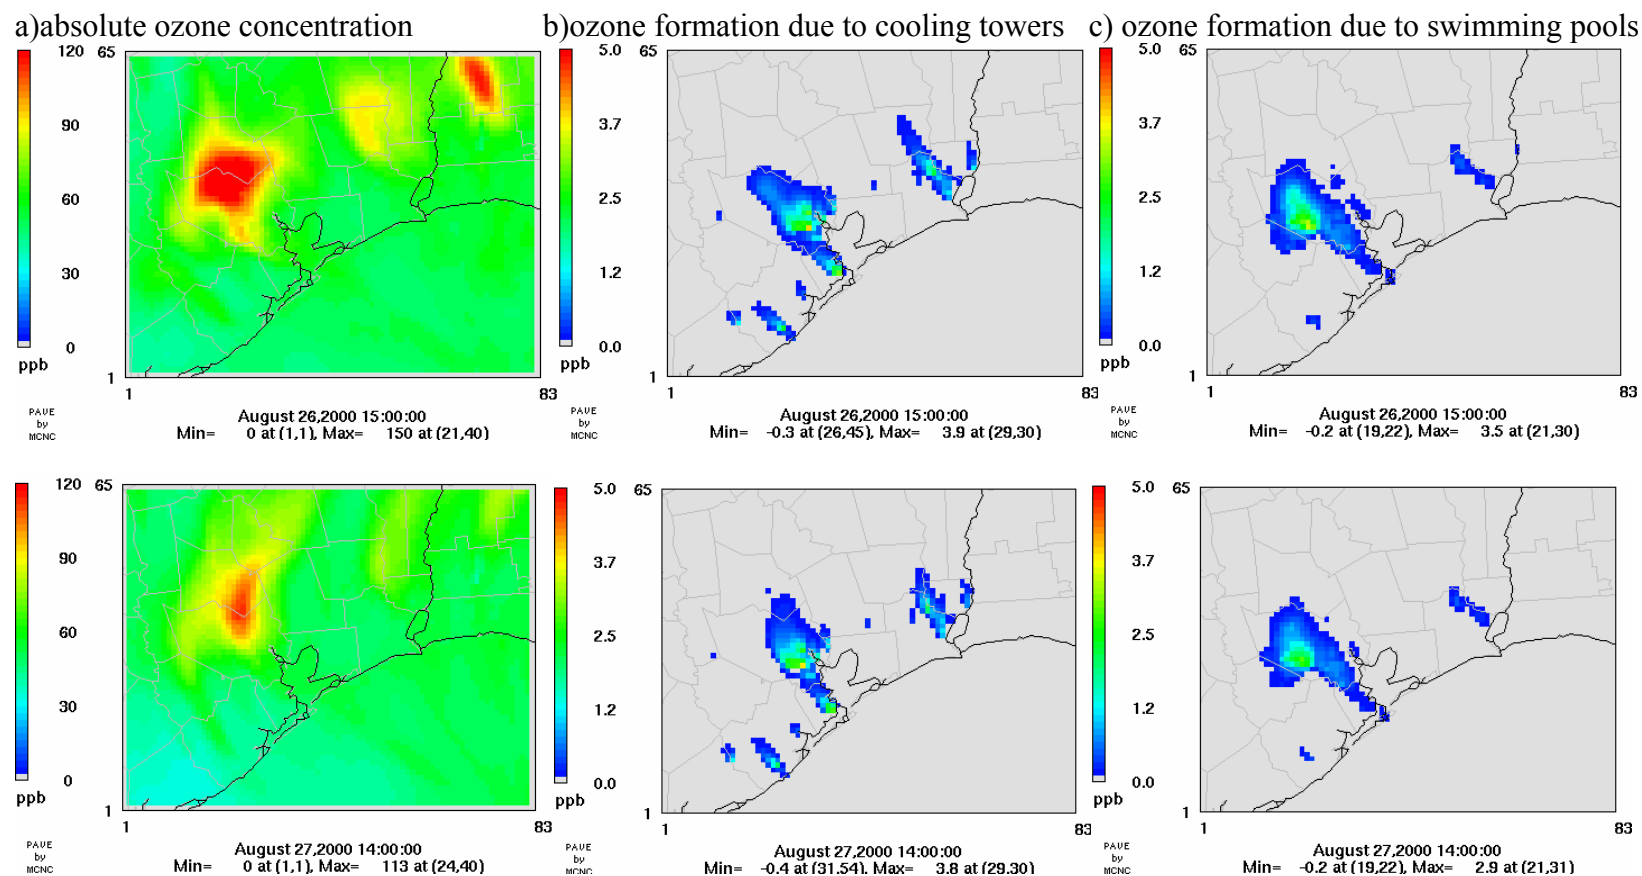 a)absolute ozone concentration
b)ozone formation due to cooling towers
c) ozone formation due to swimming pools
120
90
60
30
0
ppb
65
1
1
83
PAVE
by
MCNC
August 26,2000 15:00:00
Min= 0 at (1,1), Max= 150 at (21,40)
5.0
3.7
2.5
1.2
0.0
ppb
65
1
1
83
PAVE
by
MCNC
August 26,2000 15:00:00
Min= -0.3 at (26,45), Max= 3.9 at (29,30)
5.0
3.7
2.5
1.2
0.0
ppb
65
1
1
83
PAVE
by
MCNC
August 26,2000 15:00:00
Min= -0.2 at (19,22), Max= 3.5 at (21,30)
120
90
60
30
0
ppb
65
1
1
83
PAVE
by
MCNC
August 27,2000 14:00:00
Min= 0 at (1,1), Max= 113 at (24,40)
5.0
3.7
2.5
1.2
0.0
ppb
65
1
1
83
PAVE
by
MCNC
August 27,2000 14:00:00
Min= -0.4 at (31,54), Max= 3.8 at (29,30)
5.0
3.7
2.5
1.2
0.0
ppb
65
1
1
83
PAVE
by
MCNC
August 27,2000 14:00:00
Min= -0.2 at (19,22), Max= 2.9 at (21,31)